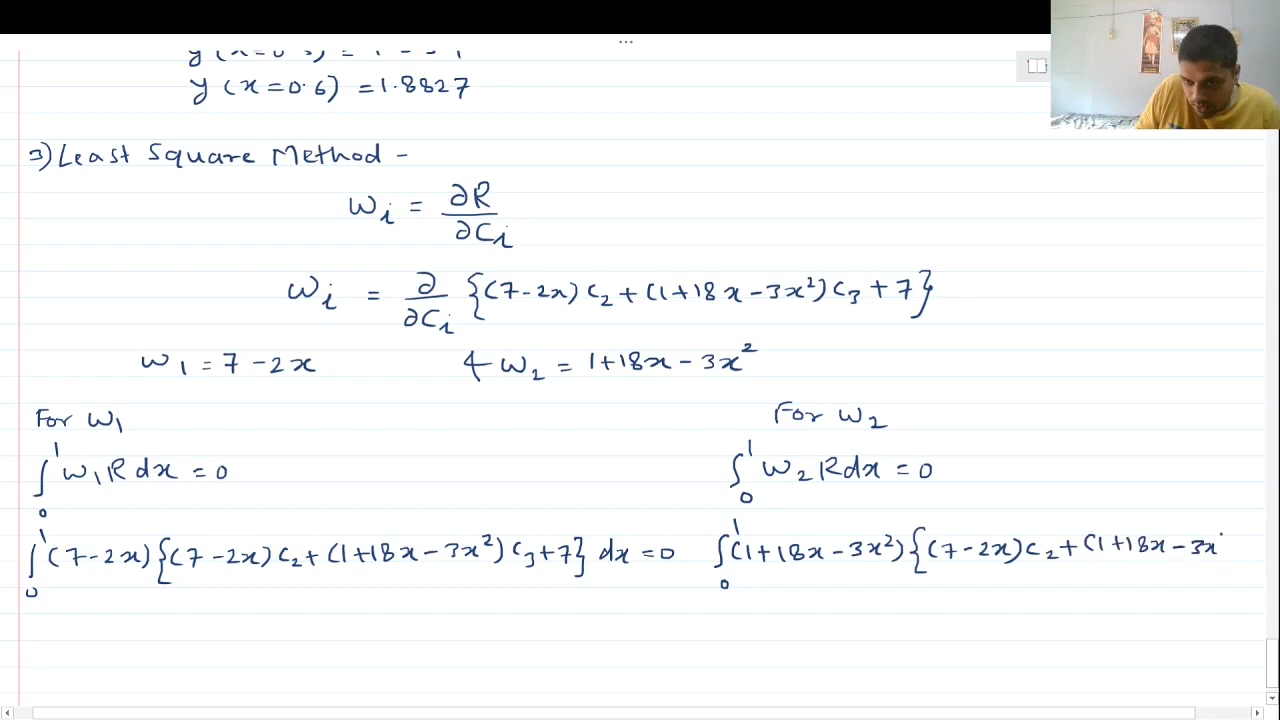 y (x=0.6) = 1.8827
3) Least Square Method -
wᵢ = ∂R / ∂Cᵢ
wᵢ = ∂/∂Cᵢ {(7-2x) C₂ + (1+18x-3x²) C₃ + 7}
w₁ = 7-2x & w₂ = 1+18x-3x²
For w₁
For w₂
∫₀¹ w₁ R dx = 0
∫₀¹ w₂ R dx = 0
∫₀¹ (7-2x) {(7-2x) C₂ + (1+18x-3x²) C₃ + 7} dx = 0
∫₀¹ (1+18x-3x²) {(7-2x) C₂ + (1+18x-3x